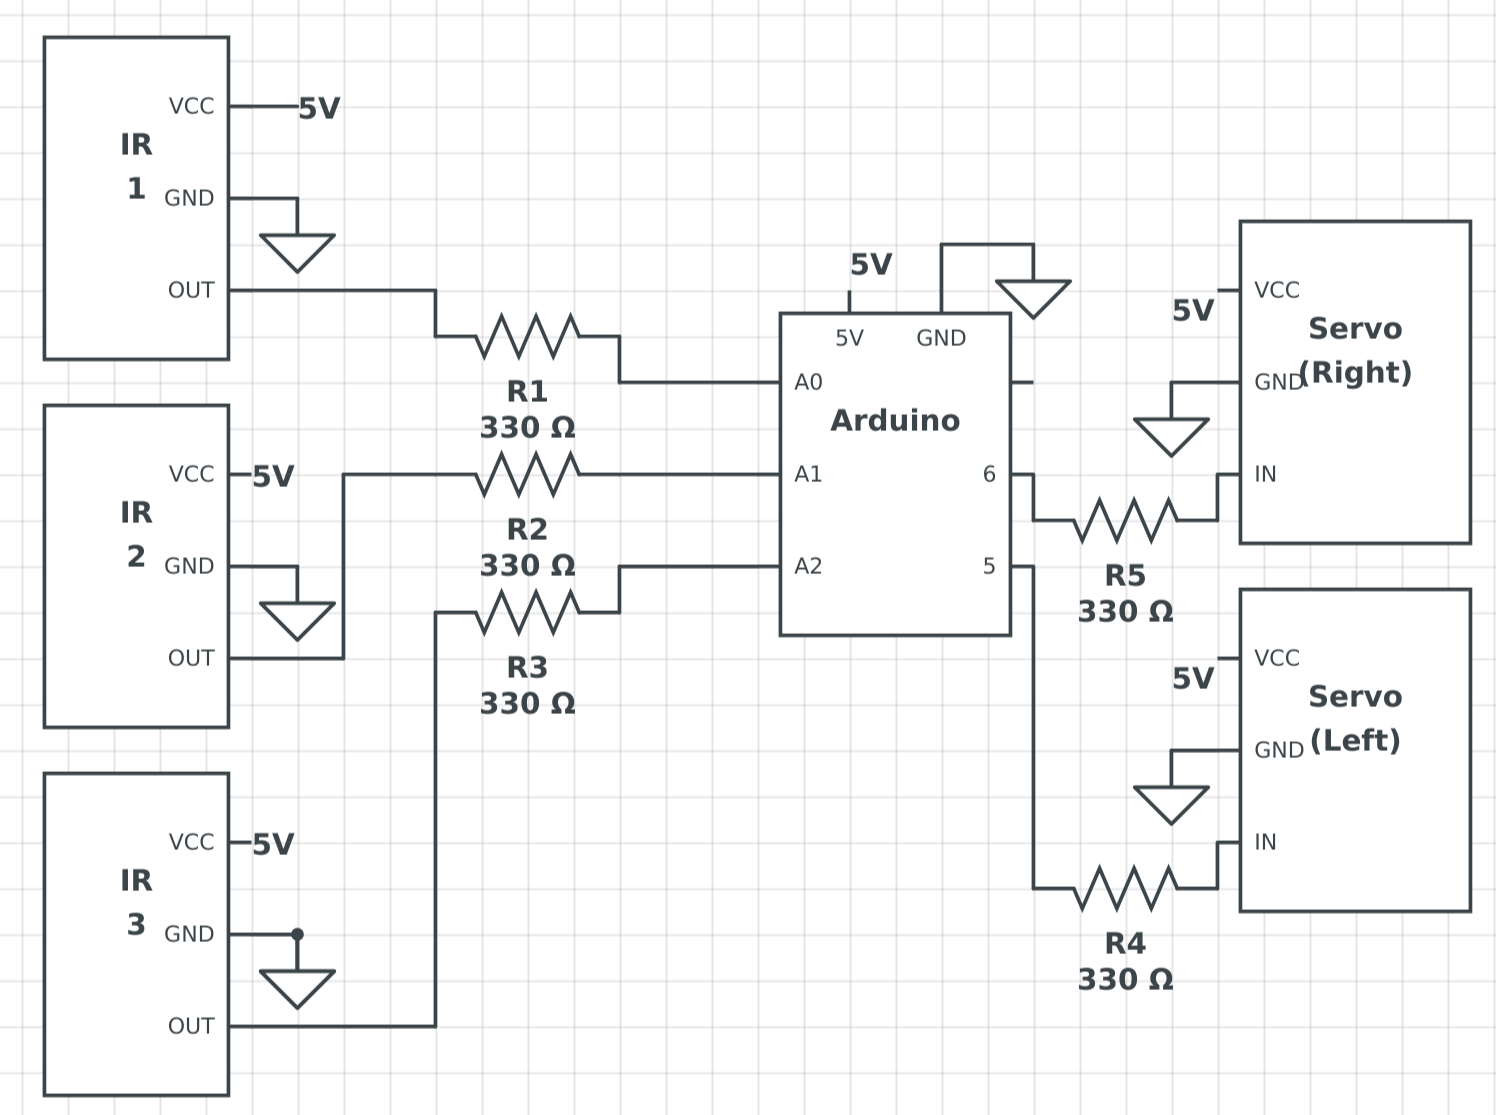 VCC
5V
IR
1
GND
OUT
R1
330 Ω
VCC
5V
IR
2
GND
OUT
R2
330 Ω
R3
330 Ω
VCC
5V
IR
3
GND
OUT
5V
5V
GND
A0
Arduino
A1
6
A2
5
5V
VCC
Servo
(Right)
GND
IN
R5
330 Ω
5V
VCC
Servo
(Left)
GND
IN
R4
330 Ω